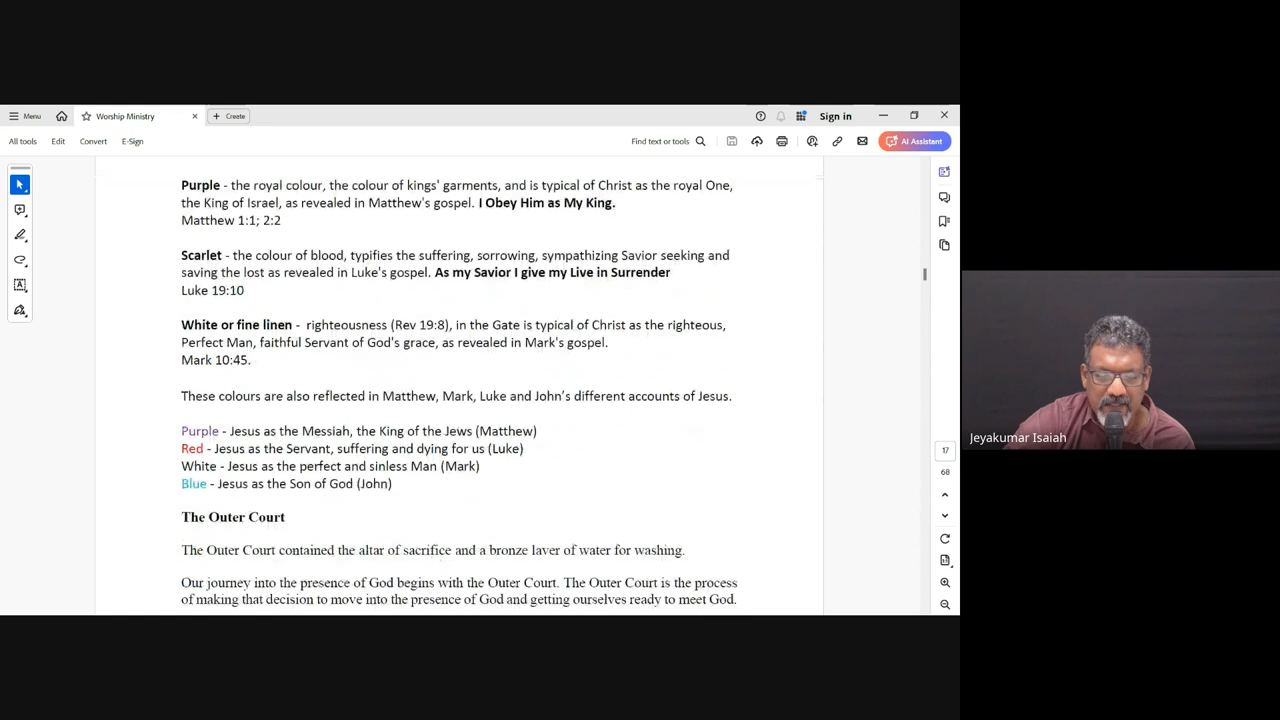 Menu
Worship Ministry
Create
Sign in
All tools
Edit
Convert
E-Sign
Find text or tools
AI Assistant
Purple - the royal colour, the colour of kings' garments, and is typical of Christ as the royal One,
the King of Israel, as revealed in Matthew's gospel. I Obey Him as My King.
Matthew 1:1; 2:2
Scarlet - the colour of blood, typifies the suffering, sorrowing, sympathizing Savior seeking and
saving the lost as revealed in Luke's gospel. As my Savior I give my Live in Surrender
Luke 19:10
White or fine linen - righteousness (Rev 19:8), in the Gate is typical of Christ as the righteous,
Perfect Man, faithful Servant of God's grace, as revealed in Mark's gospel.
Mark 10:45.
These colours are also reflected in Matthew, Mark, Luke and John’s different accounts of Jesus.
Purple - Jesus as the Messiah, the King of the Jews (Matthew)
Red - Jesus as the Servant, suffering and dying for us (Luke)
White - Jesus as the perfect and sinless Man (Mark)
Blue - Jesus as the Son of God (John)
The Outer Court
The Outer Court contained the altar of sacrifice and a bronze laver of water for washing.
Our journey into the presence of God begins with the Outer Court. The Outer Court is the process
of making that decision to move into the presence of God and getting ourselves ready to meet God.
17
68
Jeyakumar Isaiah